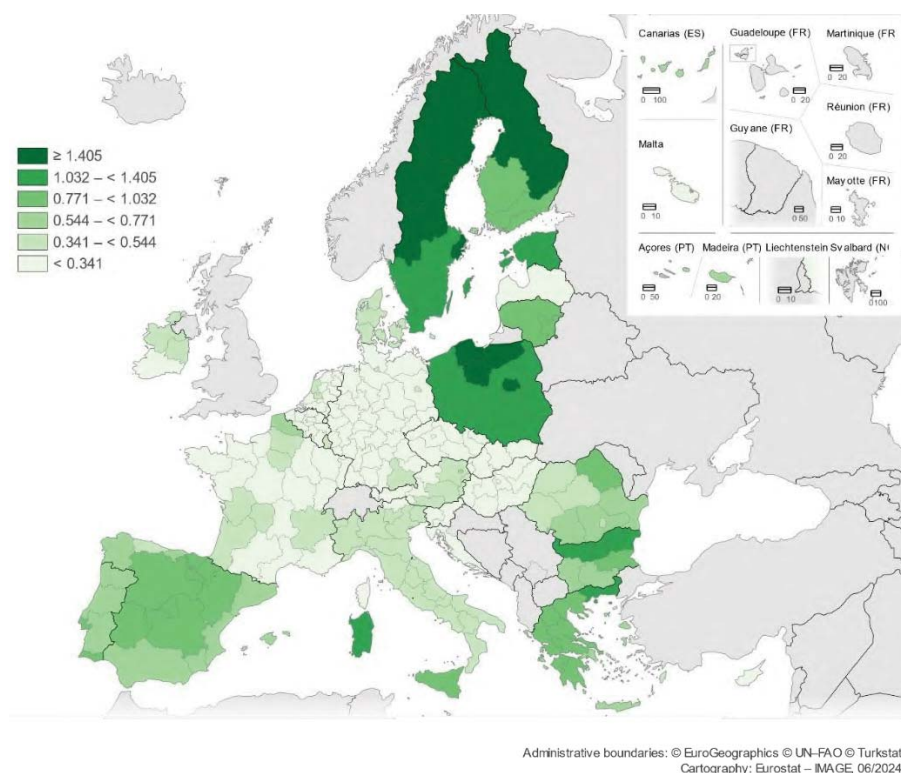 Canarias (ES)
0 100
Guadeloupe (FR)
0 20
Martinique (FR
0 20
Réunion (FR)
0 20
Malta
0 10
Guyane (FR)
0 50
Mayotte (FR)
0 10
Açores (PT)
0 50
Madeira (PT)
0 20
Liechtenstein
0 10
Svalbard (N
0 100
≥ 1.405
1.032 – < 1.405
0.771 – < 1.032
0.544 – < 0.771
0.341 – < 0.544
< 0.341
Administrative boundaries: © EuroGeographics © UN–FAO © Turkstat
Cartography: Eurostat – IMAGE, 06/2024